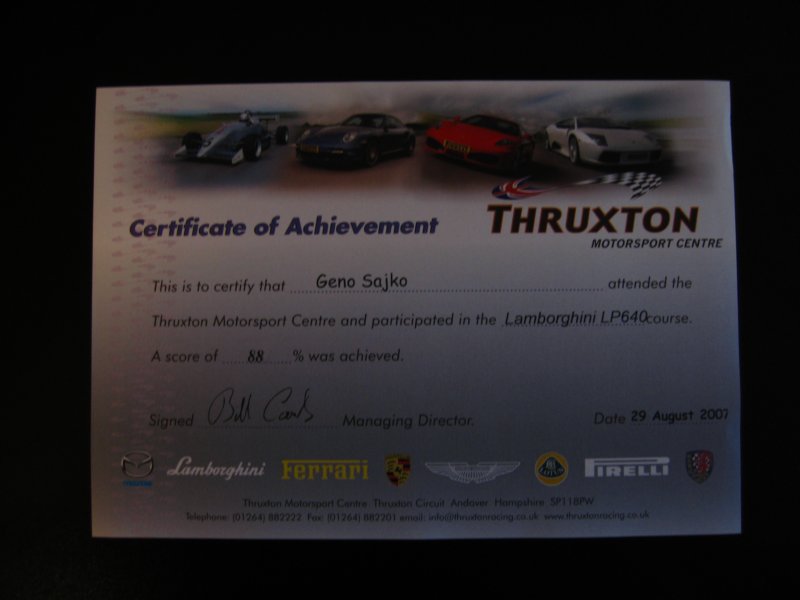 Certificate of Achievement
THRUXTON
MOTORSPORT CENTRE
This is to certify that Geno Sajko attended the
Thruxton Motorsport Centre and participated in the Lamborghini LP640 course.
A score of 88 % was achieved.
Signed Managing Director. Date 29 August 2007
mazda Lamborghini Ferrari LOTUS PIRELLI
Thruxton Motorsport Centre Thruxton Circuit Andover Hampshire SP118PW
Telephone: (01264) 882222 Fax: (01264) 882201 email: info@thruxtonracing.co.uk www.thruxtonracing.co.uk